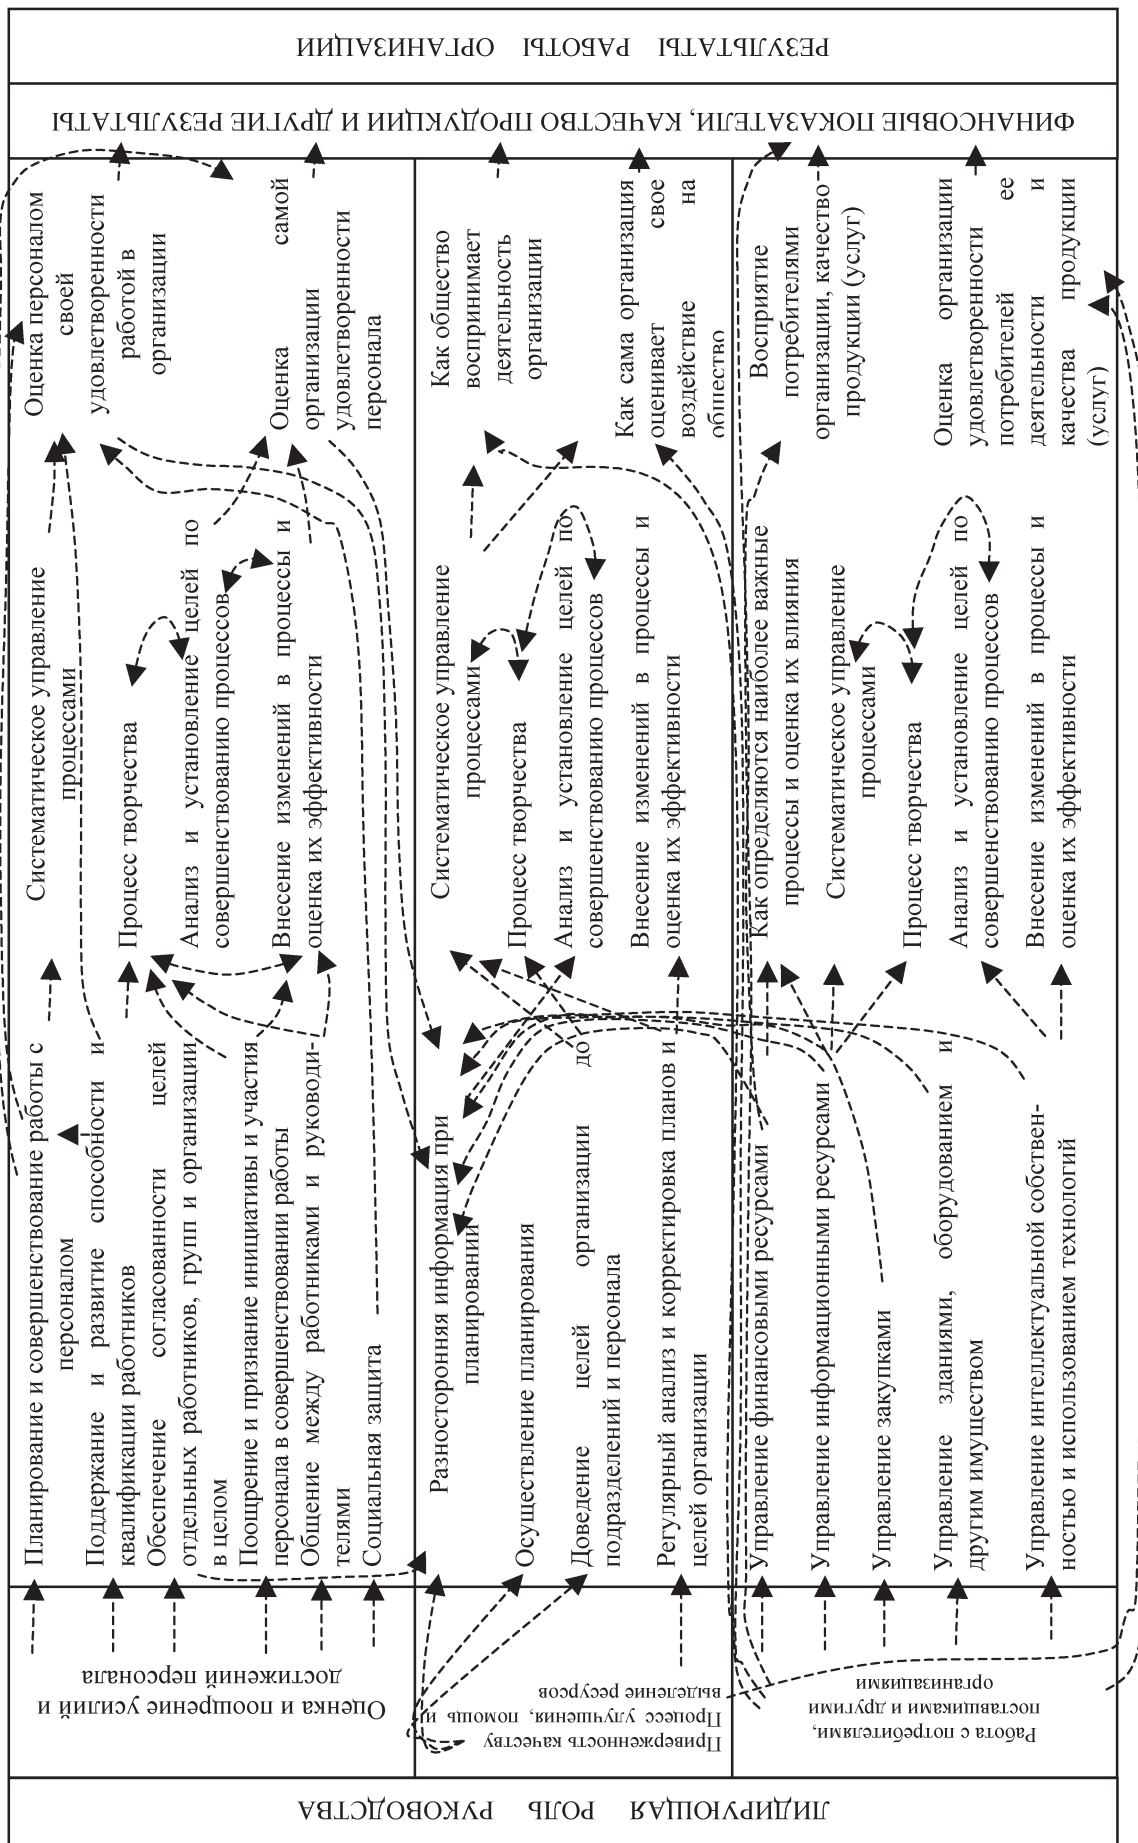 ЛИДИРУЮЩАЯ РОЛЬ РУКОВОДСТВА
Оценка и поощрение усилий и
достижений персонала
Приверженность качеству
Процесс улучшения, помощь и
выделение ресурсов
Работа с потребителями,
поставщиками и другими
организациями
Планирование и совершенствование работы с
персоналом
Поддержание и развитие способности и
квалификации работников
Обеспечение согласованности целей
отдельных работников, групп и организации
в целом
Поощрение и признание инициативы и участия
персонала в совершенствовании работы
Общение между работниками и руководи-
телями
Социальная защита
Разносторонняя информация при
планировании
Осуществление планирования
Доведение целей организации до
подразделений и персонала
Регулярный анализ и корректировка планов и
целей организации
Управление финансовыми ресурсами
Управление информационными ресурсами
Управление закупками
Управление зданиями, оборудованием и
другим имуществом
Управление интеллектуальной собствен-
ностью и использованием технологий
Систематическое управление
процессами
Процесс творчества
Анализ и установление целей по
совершенствованию процессов
Внесение изменений в процессы и
оценка их эффективности
Систематическое управление
процессами
Процесс творчества
Анализ и установление целей по
совершенствованию процессов
Внесение изменений в процессы и
оценка их эффективности
Как определяются наиболее важные
процессы и оценка их влияния
Систематическое управление
процессами
Процесс творчества
Анализ и установление целей по
совершенствованию процессов
Внесение изменений в процессы и
оценка их эффективности
Оценка персоналом
своей
удовлетворенности
работой в
организации
Оценка самой
организации
удовлетворенности
персонала
Как общество
воспринимает
деятельность
организации
Как сама организация
оценивает свое
воздействие на
общество
Восприятие
потребителями
организации, качество
продукции (услуг)
Оценка организации
удовлетворенности
потребителей ее
деятельности и
качества продукции
(услуг)
ФИНАНСОВЫЕ ПОКАЗАТЕЛИ, КАЧЕСТВО ПРОДУКЦИИ И ДРУГИЕ РЕЗУЛЬТАТЫ
РЕЗУЛЬТАТЫ РАБОТЫ ОРГАНИЗАЦИИ